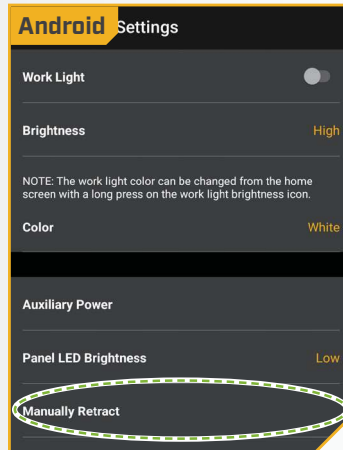 Android Settings
Work Light
Brightness High
NOTE: The work light color can be changed from the home
screen with a long press on the work light brightness icon.
Color White
Auxiliary Power
Panel LED Brightness Low
Manually Retract